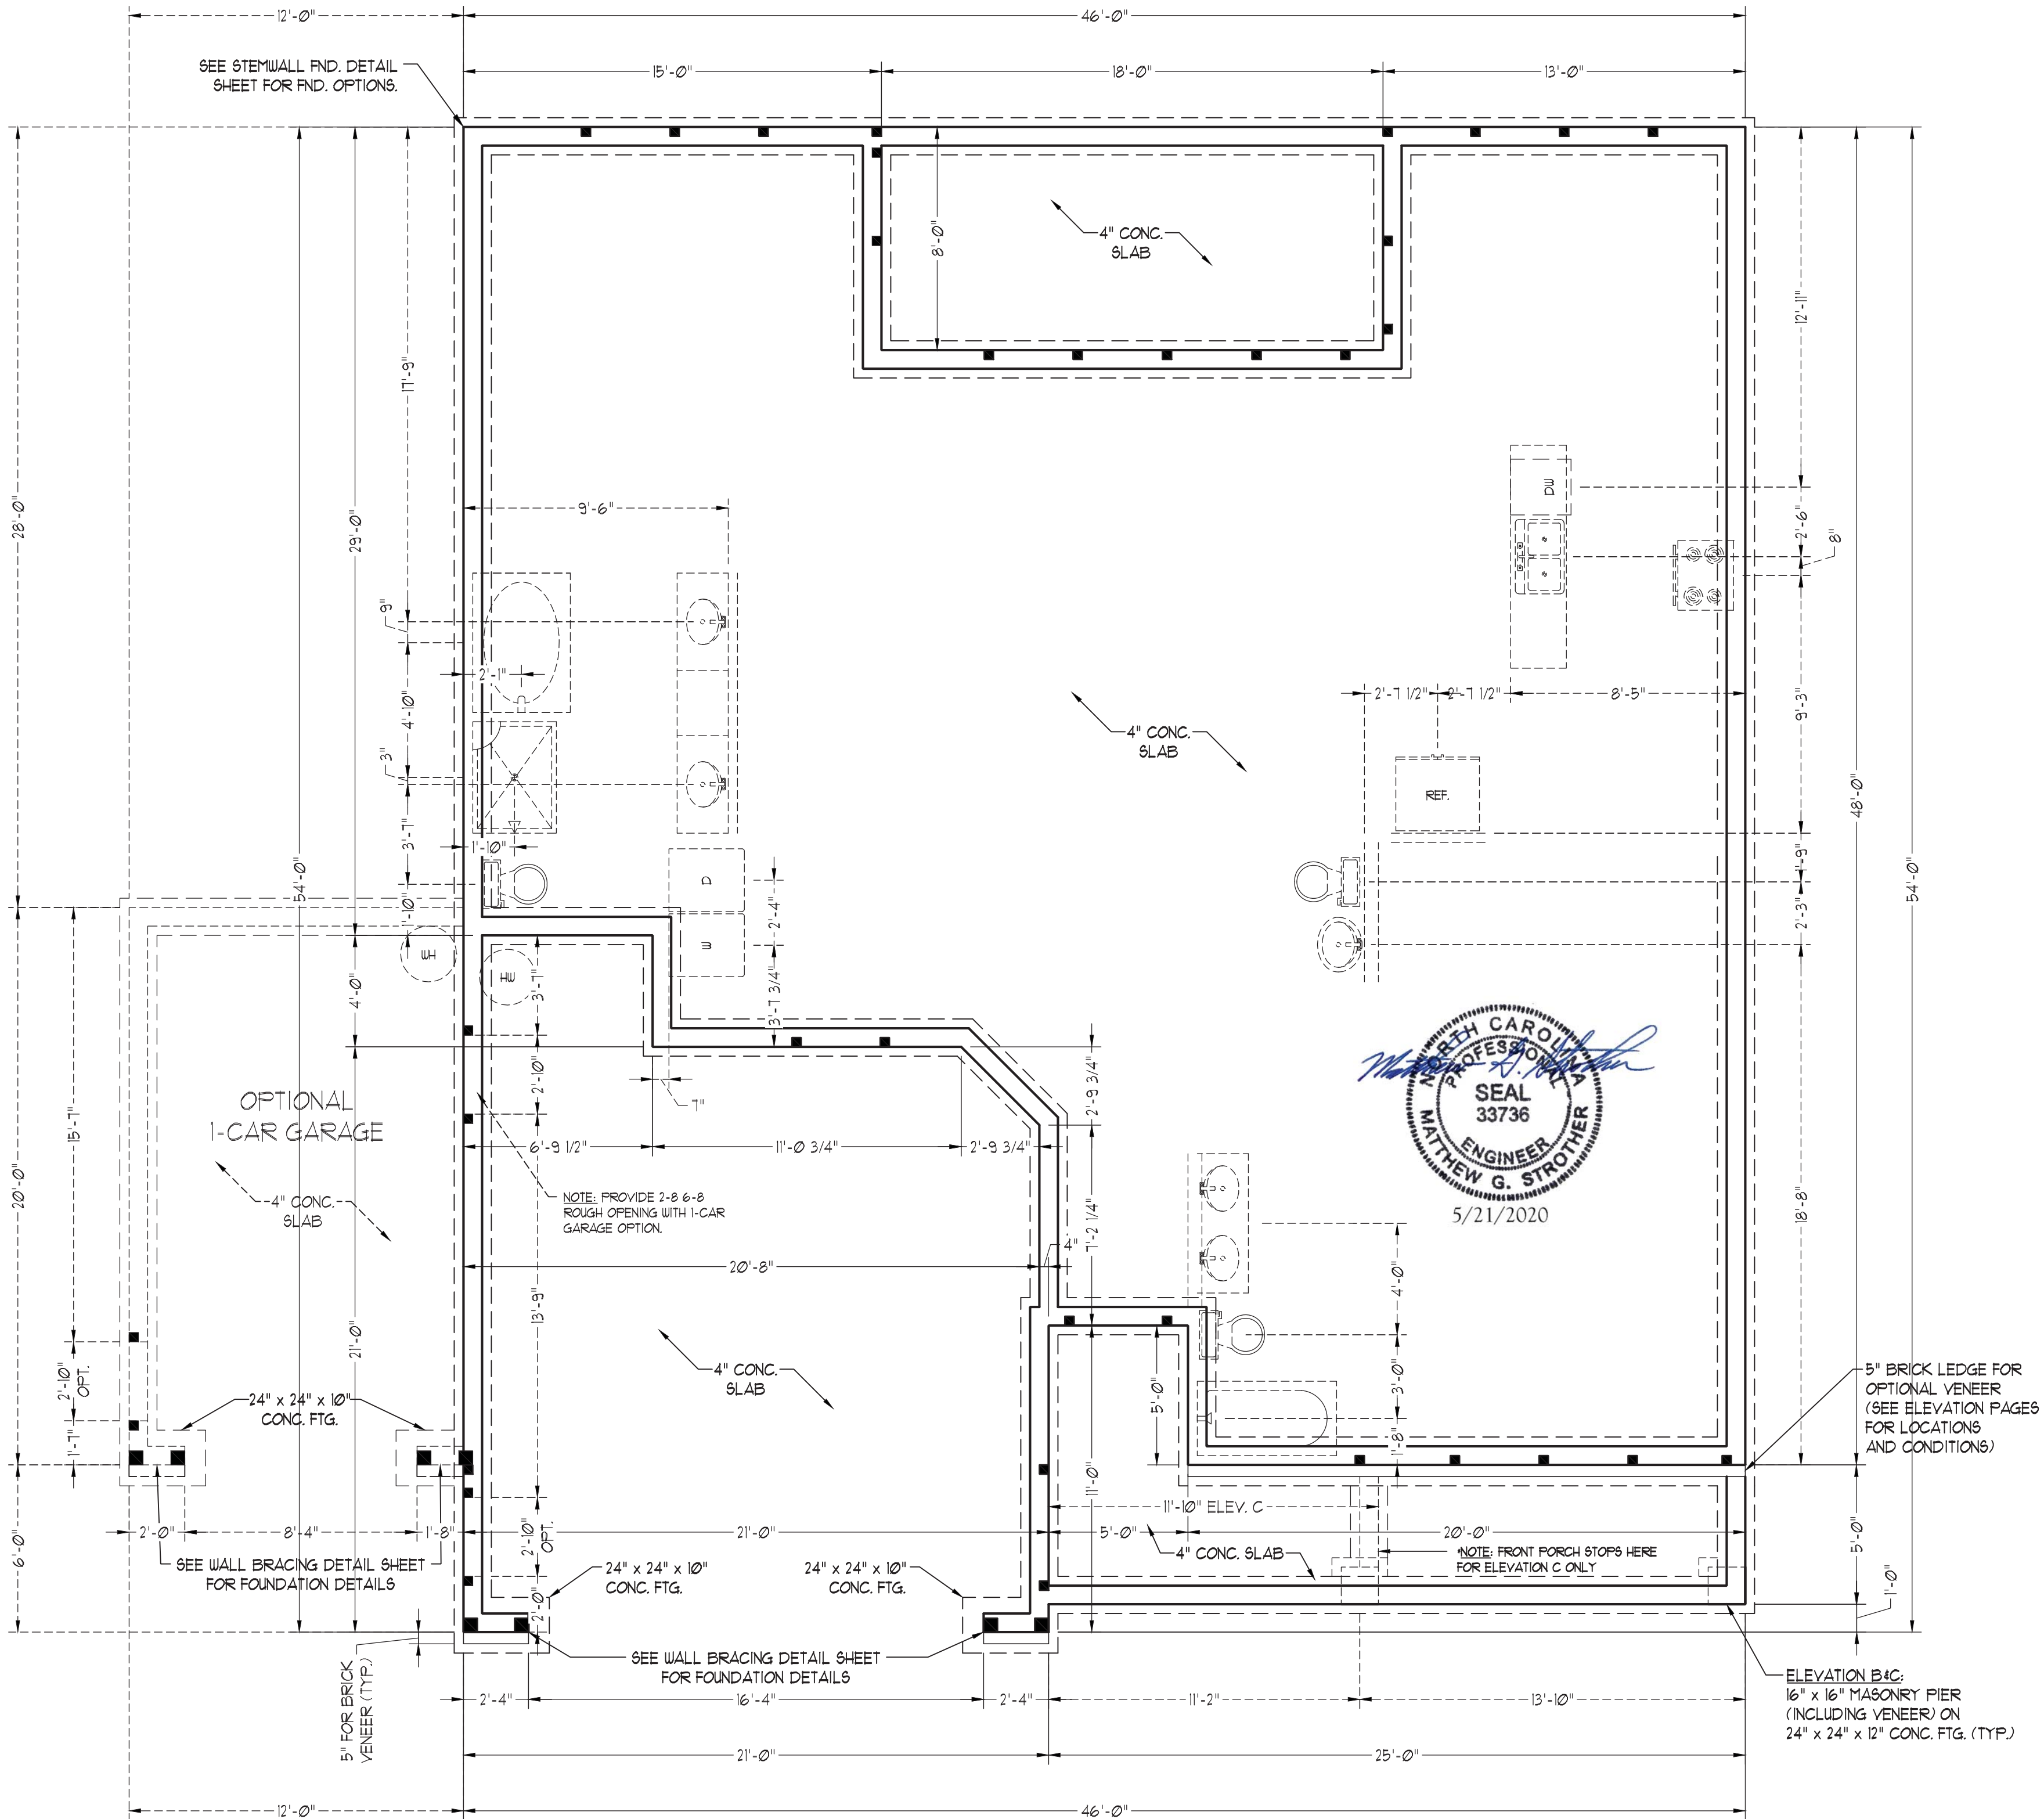 12'-0"
46'-0"
SEE STEMWALL FND. DETAIL
SHEET FOR FND. OPTIONS.
15'-0"
18'-0"
13'-0"
28'-0"
54'-0"
29'-0"
17'-9"
8'-0"
4" CONC.
SLAB
12'-11"
48'-0"
54'-0"
9'-6"
DW
2'-6"
8"
9"
2'-1"
4'-10"
3"
2'-7 1/2"
2'-7 1/2"
8'-5"
9'-3"
4" CONC.
SLAB
REF.
3'-7"
1'-10"
1'-10"
D
W
2'-4"
3'-7 3/4"
1'-9"
2'-3"
WH
HW
4'-0"
3'-7"
2'-10"
7"
2'-9 3/4"
OPTIONAL
1-CAR GARAGE
15'-7"
20'-0"
4" CONC.
SLAB
6'-9 1/2"
11'-0 3/4"
2'-9 3/4"
NOTE: PROVIDE 2-8 6-8
ROUGH OPENING WITH 1-CAR
GARAGE OPTION.
NORTH CAROLINA
PROFESSIONAL
SEAL
33736
ENGINEER
MATTHEW G. STROTHER
5/21/2020
18'-8"
7'-2 1/4"
4"
20'-8"
13'-9"
21'-0"
4'-0"
4" CONC.
SLAB
2'-10"
OPT.
1'-7"
24" x 24" x 10"
CONC. FTG.
5'-0"
3'-0"
1'-8"
11'-0"
5" BRICK LEDGE FOR
OPTIONAL VENEER
(SEE ELEVATION PAGES
FOR LOCATIONS
AND CONDITIONS)
11'-10" ELEV. C
6'-0"
2'-0"
8'-4"
1'-8"
21'-0"
2'-10"
OPT.
5'-0"
20'-0"
5'-0"
1'-0"
SEE WALL BRACING DETAIL SHEET
FOR FOUNDATION DETAILS
24" x 24" x 10"
CONC. FTG.
24" x 24" x 10"
CONC. FTG.
4" CONC. SLAB
*NOTE: FRONT PORCH STOPS HERE
FOR ELEVATION C ONLY
2'-0"
SEE WALL BRACING DETAIL SHEET
FOR FOUNDATION DETAILS
5" FOR BRICK
VENEER (TYP.)
2'-4"
16'-4"
2'-4"
11'-2"
13'-10"
ELEVATION B&C:
16" x 16" MASONRY PIER
(INCLUDING VENEER) ON
24" x 24" x 12" CONC. FTG. (TYP.)
21'-0"
25'-0"
12'-0"
46'-0"